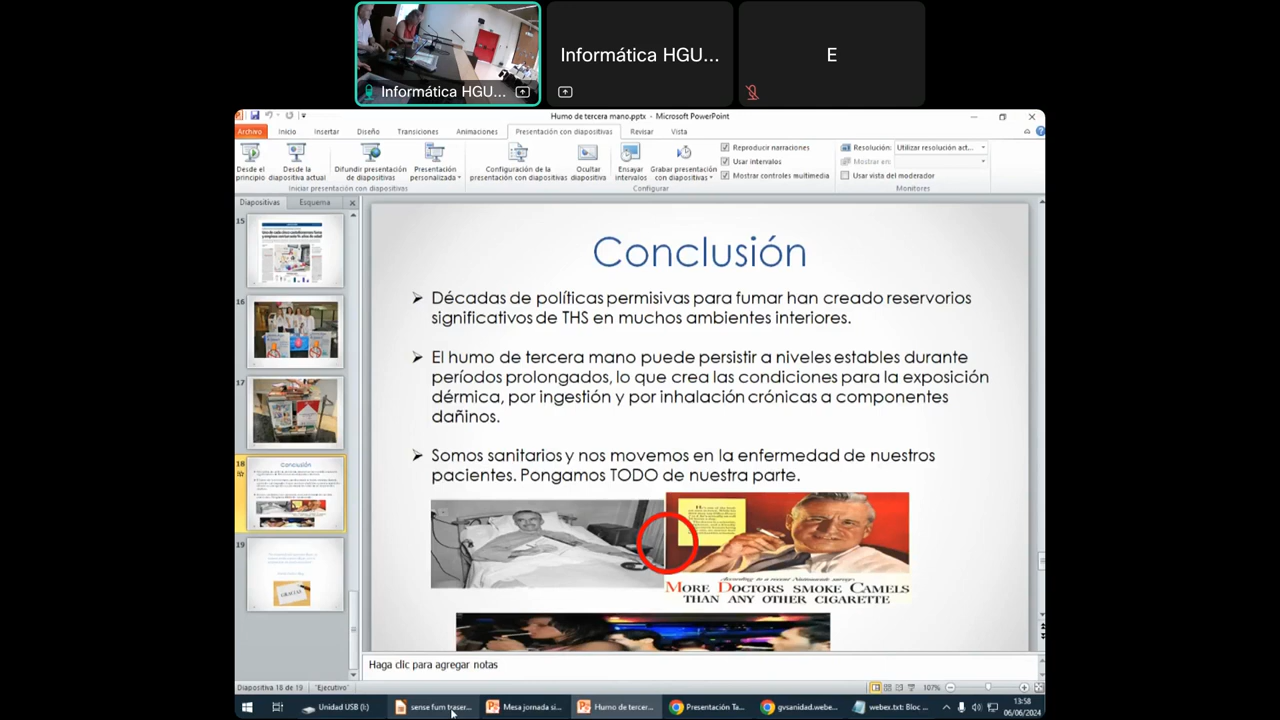 Informática HGU...
Informática HGU...
E
Humo de tercera mano.pptx - Microsoft PowerPoint
Archivo Inicio Insertar Diseño Transiciones Animaciones Presentación con diapositivas Revisar Vista
Desde el principio
Desde la diapositiva actual
Difundir presentación de diapositivas
Presentación personalizada
Iniciar presentación con diapositivas
Configuración de la presentación con diapositivas
Ocultar diapositiva
Ensayar intervalos
Grabar presentación con diapositivas
Reproducir narraciones
Usar intervalos
Mostrar controles multimedia
Configurar
Resolución: Utilizar resolución act...
Mostrar en:
Usar vista del moderador
Monitores
Diapositivas Esquema
15
16
17
18
Conclusión
19
Conclusión
Décadas de políticas permisivas para fumar han creado reservorios
significativos de THS en muchos ambientes interiores.
El humo de tercera mano puede persistir a niveles estables durante
períodos prolongados, lo que crea las condiciones para la exposición
dérmica, por ingestión y por inhalación crónicas a componentes
dañinos.
Somos sanitarios y nos movemos en la enfermedad de nuestros
pacientes. Pongamos TODO de nuestra parte.
According to a recent Nationwide survey:
MORE DOCTORS SMOKE CAMELS
THAN ANY OTHER CIGARETTE
Haga clic para agregar notas
Diapositiva 18 de 19 "Ejecutivo" 107%
Unidad USB (I:) sense fum traser... Mesa jornada si... Humo de tercer... Presentación Ta... gvsanidad.webe... webex.txt: Bloc ... 13:58
06/06/2024